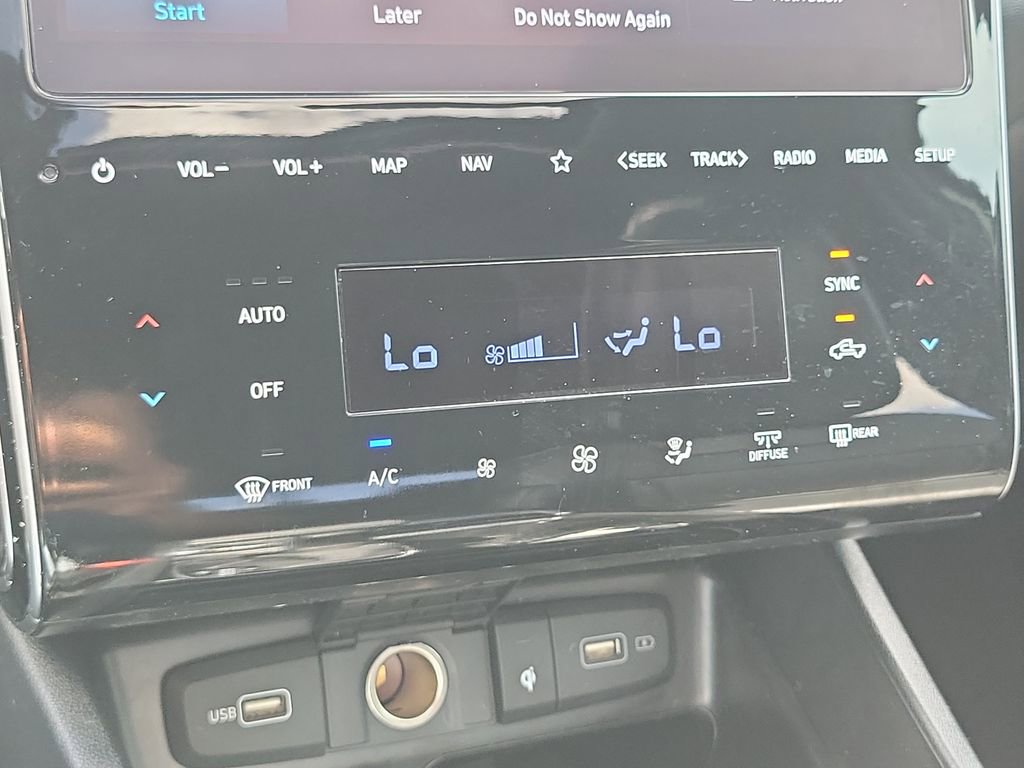 Start Later Do Not Show Again
VOL− VOL+ MAP NAV <SEEK TRACK> RADIO MEDIA SETUP
SYNC
AUTO
Lo Lo
OFF
FRONT A/C DIFFUSE REAR
USB